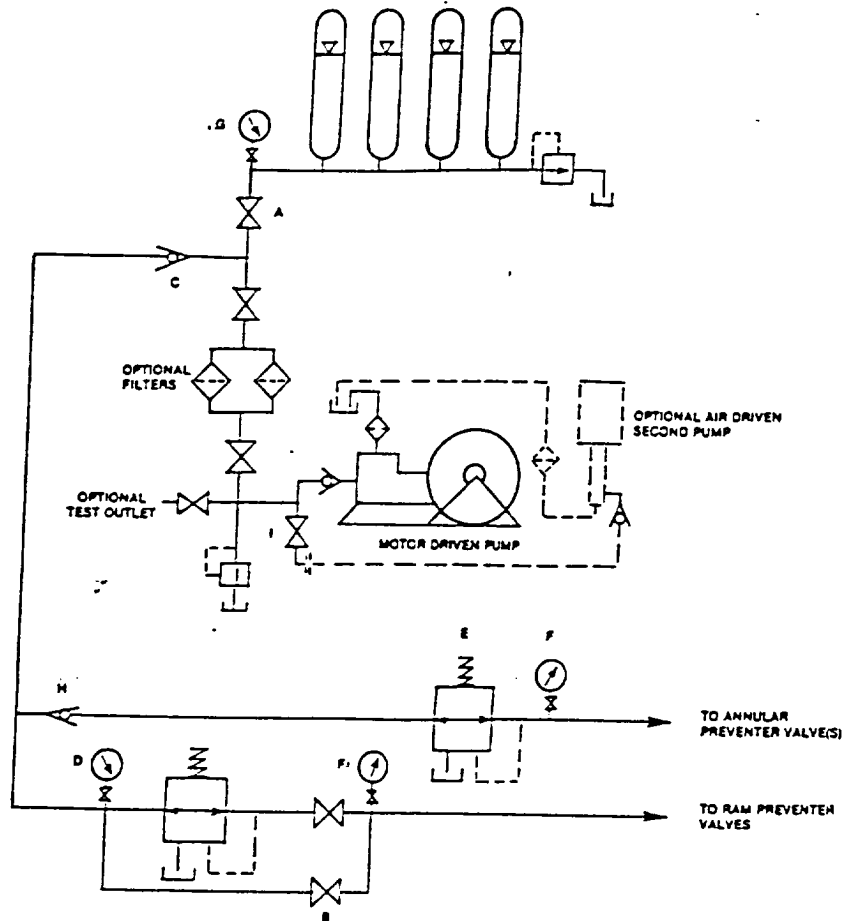 G
A
C
OPTIONAL
FILTERS
OPTIONAL AIR DRIVEN
SECOND PUMP
OPTIONAL
TEST OUTLET
I
MOTOR DRIVEN PUMP
E
F
H
TO ANNULAR
PREVENTER VALVE(S)
D
F
TO RAM PREVENTER
VALVES